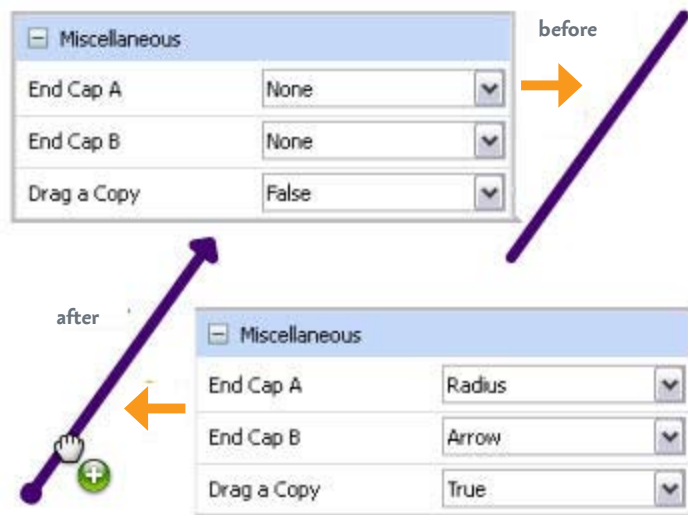 Miscellaneous
before
End Cap A None
End Cap B None
Drag a Copy False
after
Miscellaneous
End Cap A Radius
End Cap B Arrow
Drag a Copy True